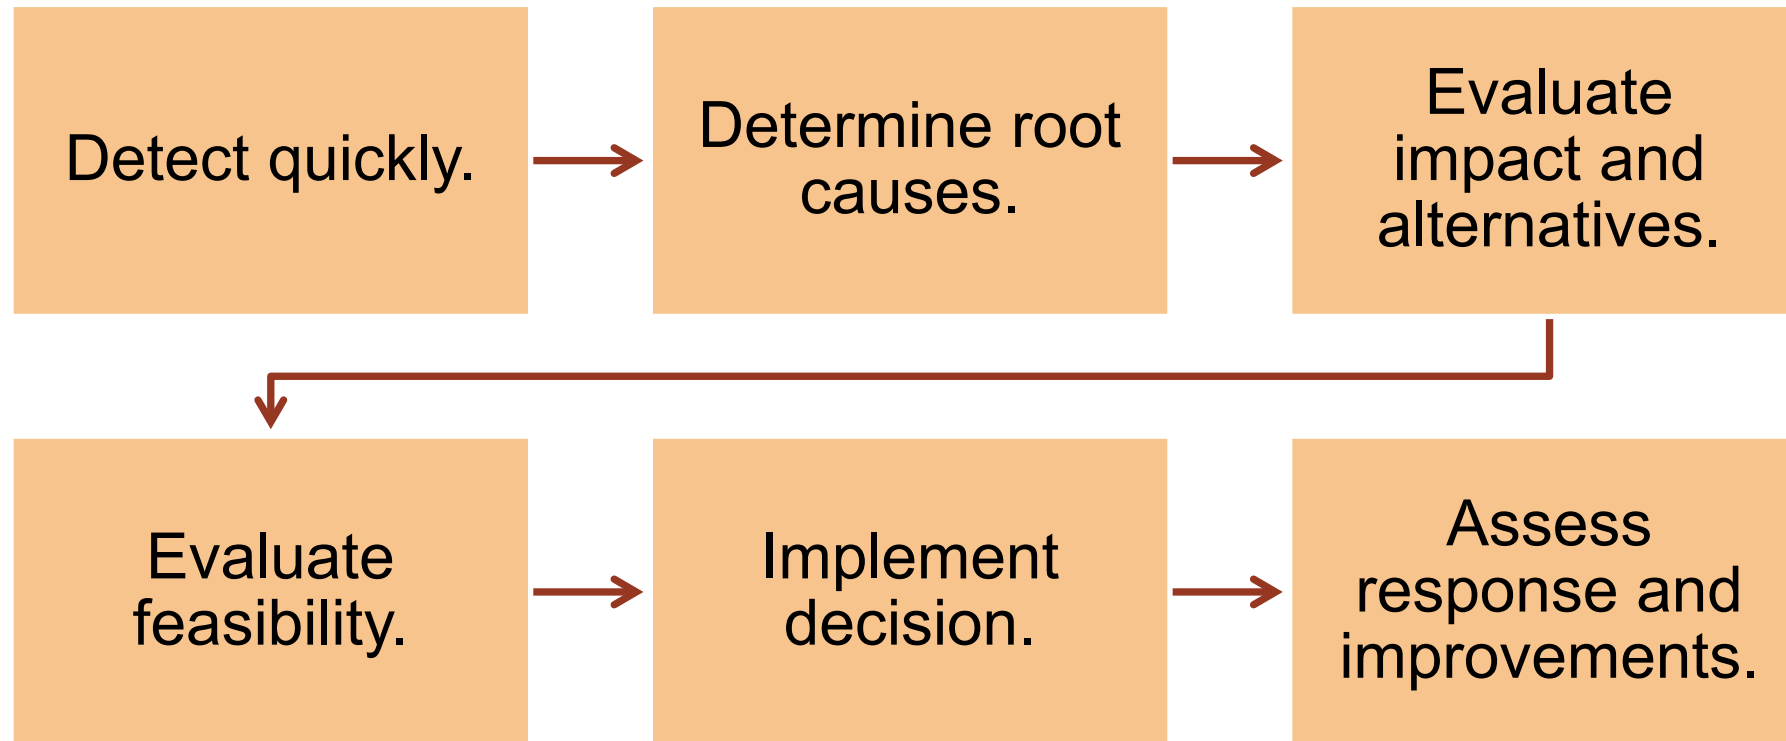 Detect quickly.
Determine root
causes.
Evaluate
impact and
alternatives.
Evaluate
feasibility.
Implement
decision.
Assess
response and
improvements.